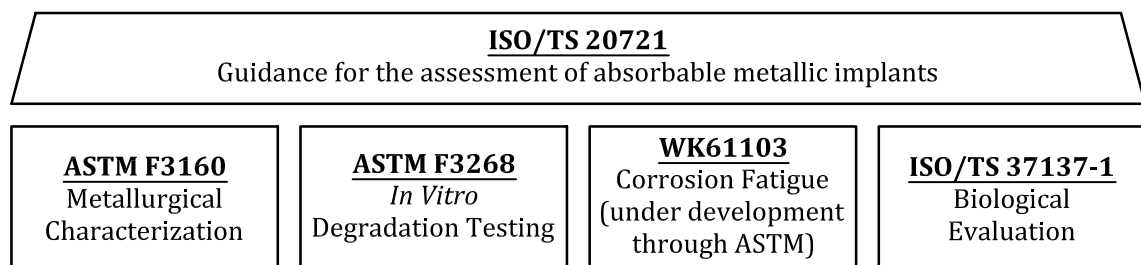 ISO/TS 20721
Guidance for the assessment of absorbable metallic implants
ASTM F3160
Metallurgical
Characterization
ASTM F3268
In Vitro
Degradation Testing
WK61103
Corrosion Fatigue
(under development
through ASTM)
ISO/TS 37137-1
Biological
Evaluation